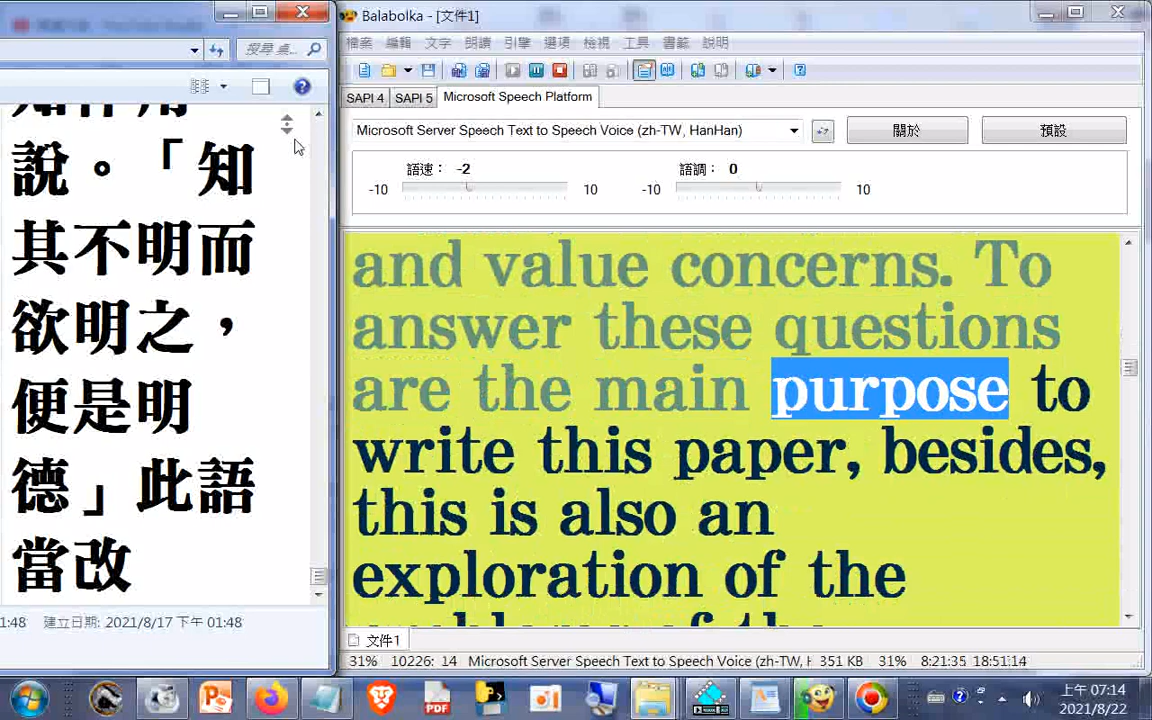 搜尋 桌...
說。「知
其不明而
欲明之，
便是明
德」此語
當改
1:48 建立日期: 2021/8/17 下午 01:48
Balabolka - [文件1]
檔案 編輯 文字 朗讀 引擎 選項 檢視 工具 書籤 說明
SAPI 4 SAPI 5 Microsoft Speech Platform
Microsoft Server Speech Text to Speech Voice (zh-TW, HanHan) 關於 預設
語速： -2 語調： 0
-10 10 -10 10
and value concerns. To
answer these questions
are the main purpose to
write this paper, besides,
this is also an
exploration of the
文件1
31% 10226: 14 Microsoft Server Speech Text to Speech Voice (zh-TW, H 351 KB 31% 8:21:35 18:51:14
PDF
上午 07:14
2021/8/22